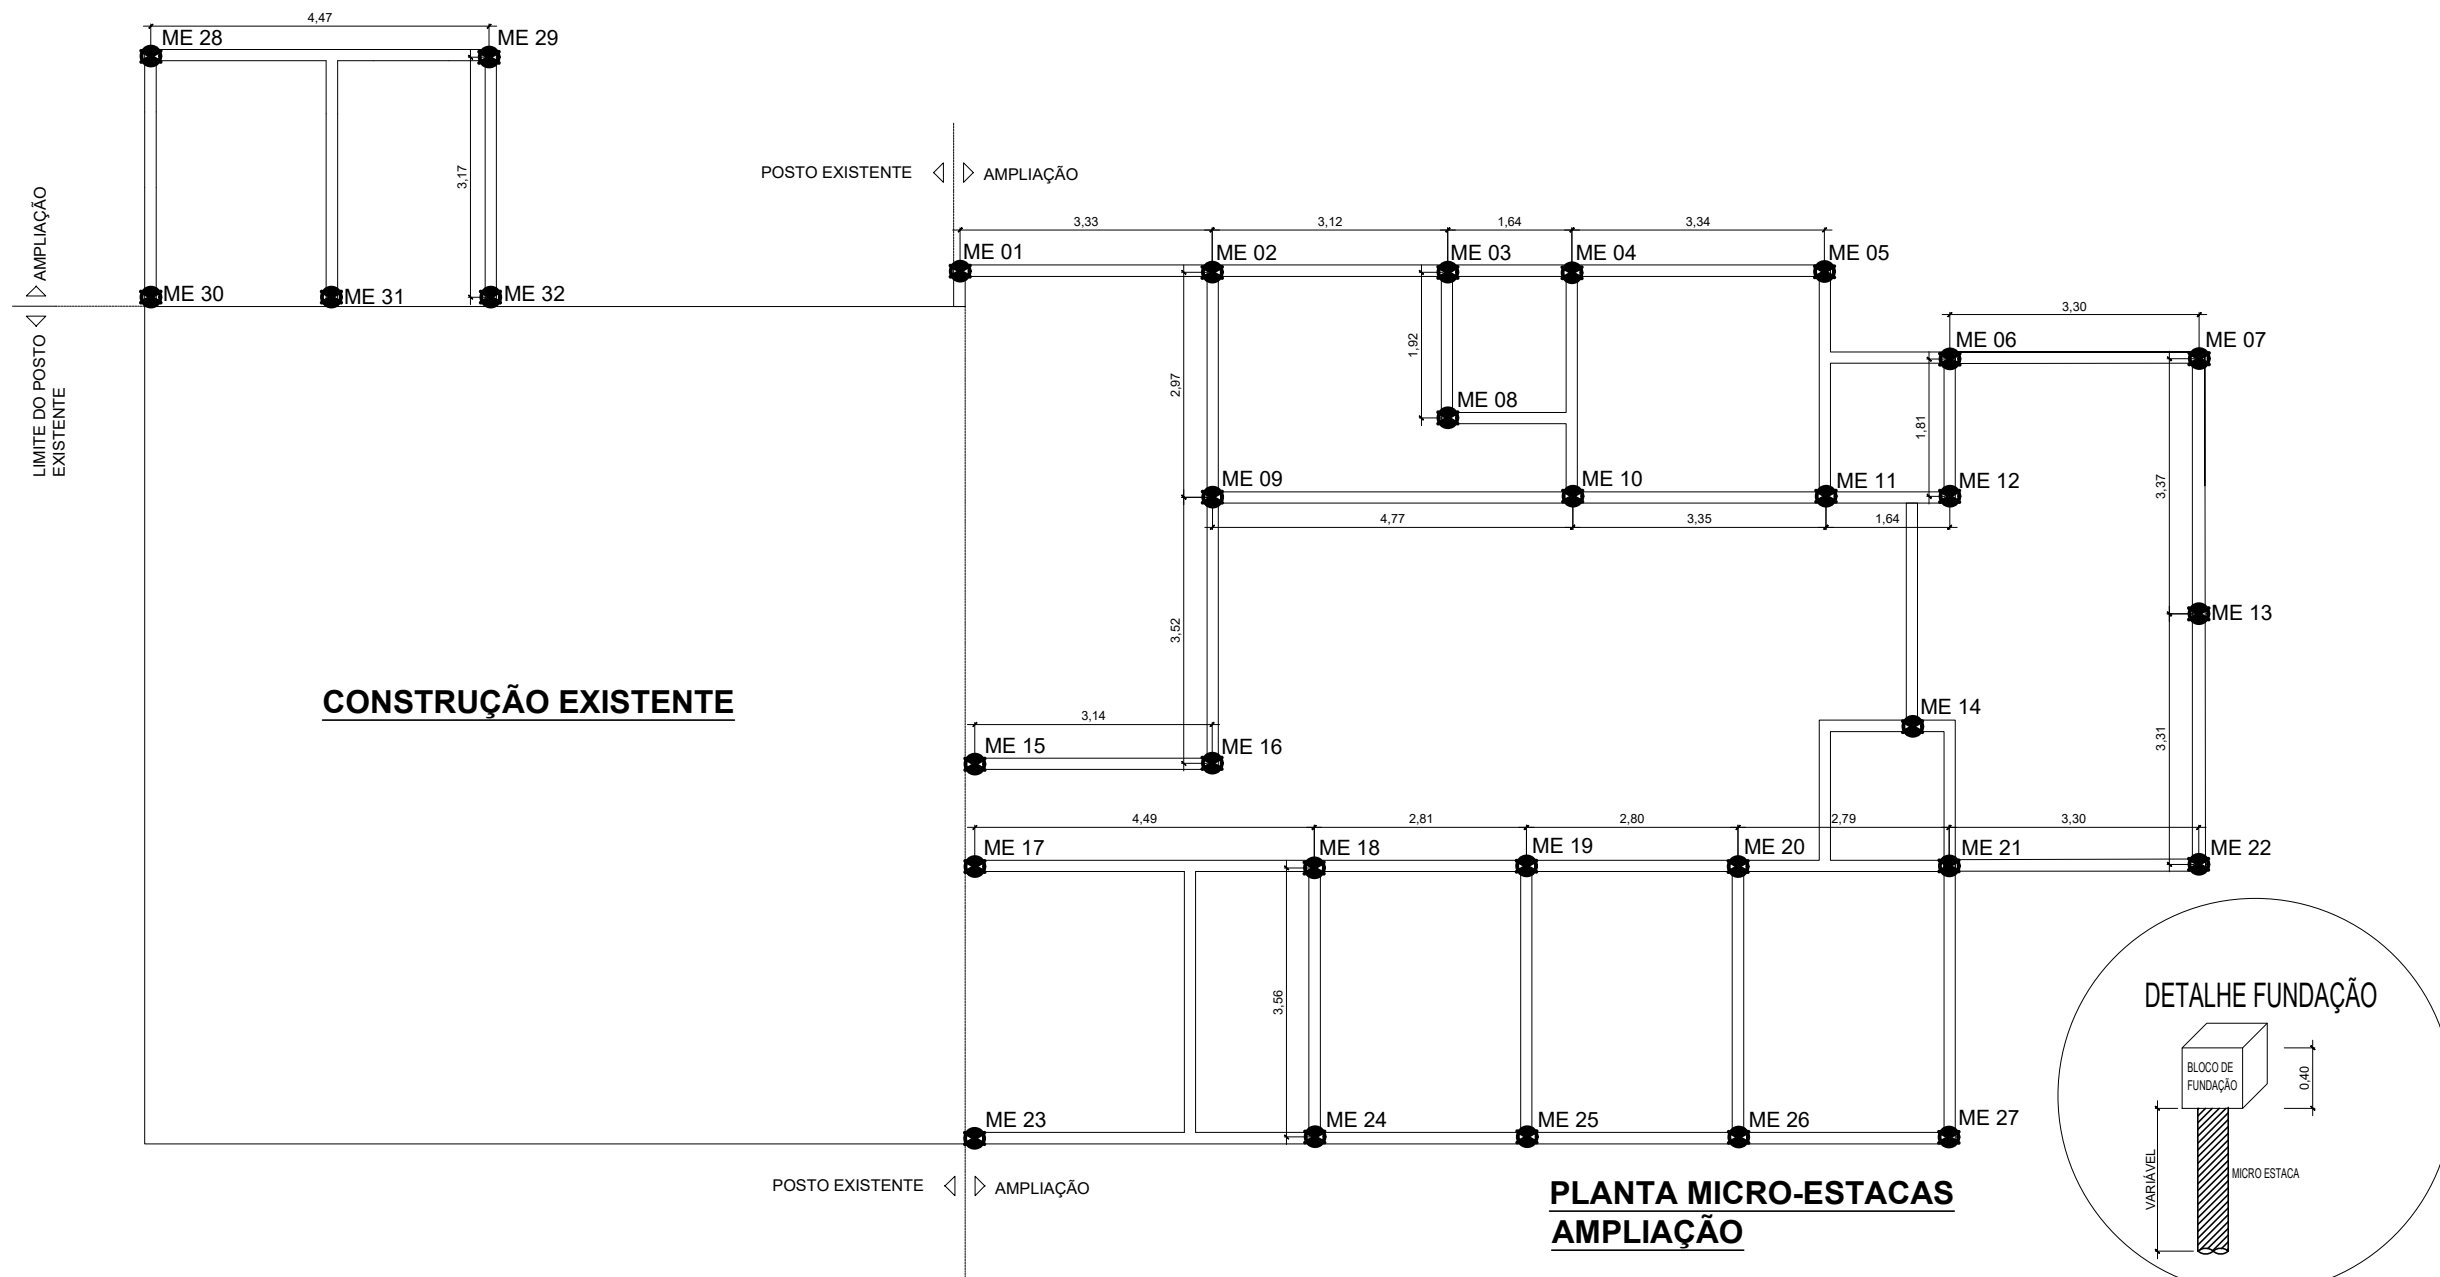 4,47
ME 28
ME 29
3,17
POSTO EXISTENTE
AMPLIAÇÃO
AMPLIAÇÃO
LIMITE DO POSTO
EXISTENTE
3,33
3,12
1,64
3,34
ME 01
ME 02
ME 03
ME 04
ME 05
ME 30
ME 31
ME 32
3,30
ME 06
ME 07
1,92
2,97
ME 08
1,81
3,37
ME 09
ME 10
ME 11
ME 12
4,77
3,35
1,64
3,52
ME 13
CONSTRUÇÃO EXISTENTE
3,14
ME 14
ME 15
ME 16
3,31
4,49
2,81
2,80
2,79
3,30
ME 17
ME 18
ME 19
ME 20
ME 21
ME 22
3,56
DETALHE FUNDAÇÃO
BLOCO DE
FUNDAÇÃO
0,40
ME 23
ME 24
ME 25
ME 26
ME 27
VARIÁVEL
MICRO ESTACA
POSTO EXISTENTE
AMPLIAÇÃO
PLANTA MICRO-ESTACAS
AMPLIAÇÃO